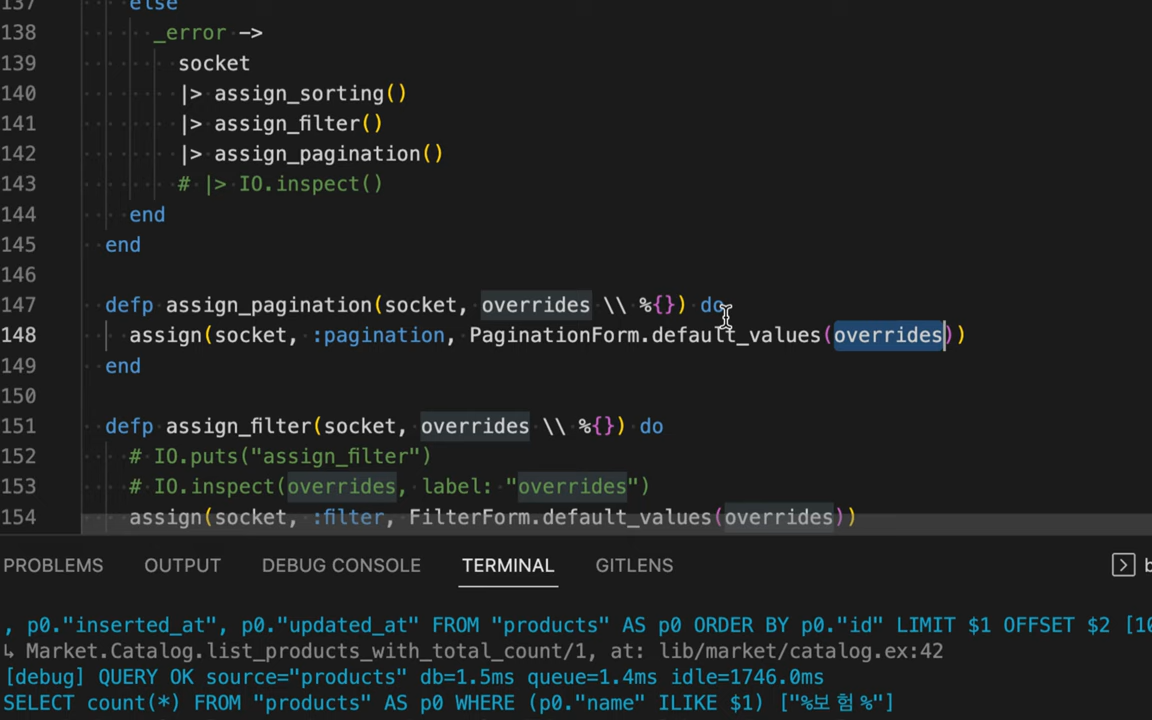 137 else
138 _error ->
139 socket
140 |> assign_sorting()
141 |> assign_filter()
142 |> assign_pagination()
143 # |> IO.inspect()
144 end
145 end
146
147 defp assign_pagination(socket, overrides \\ %{}) do
148 assign(socket, :pagination, PaginationForm.default_values(overrides))
149 end
150
151 defp assign_filter(socket, overrides \\ %{}) do
152 # IO.puts("assign_filter")
153 # IO.inspect(overrides, label: "overrides")
154 assign(socket, :filter, FilterForm.default_values(overrides))
PROBLEMS OUTPUT DEBUG CONSOLE TERMINAL GITLENS b
, p0."inserted_at", p0."updated_at" FROM "products" AS p0 ORDER BY p0."id" LIMIT $1 OFFSET $2 [10
↳ Market.Catalog.list_products_with_total_count/1, at: lib/market/catalog.ex:42
[debug] QUERY OK source="products" db=1.5ms queue=1.4ms idle=1746.0ms
SELECT count(*) FROM "products" AS p0 WHERE (p0."name" ILIKE $1) ["%보험%"]